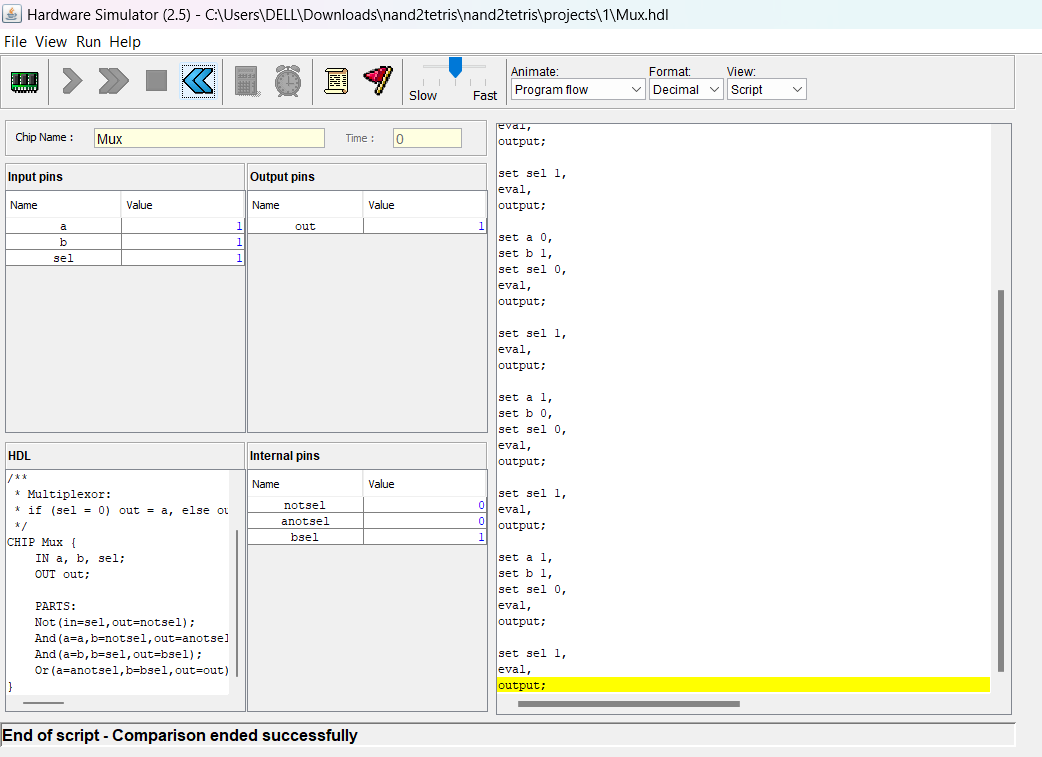 Hardware Simulator (2.5) - C:\Users\DELL\Downloads\nand2tetris\nand2tetris\projects\1\Mux.hdl
File View Run Help
Slow Fast
Animate: Format: View:
Program flow Decimal Script
Chip Name : Mux Time : 0
Input pins
Name Value
a 1
b 1
sel 1
Output pins
Name Value
out 1
HDL
/**
* Multiplexor:
* if (sel = 0) out = a, else ou
*/
CHIP Mux {
IN a, b, sel;
OUT out;
PARTS:
Not(in=sel,out=notsel);
And(a=a,b=notsel,out=anotsel
And(a=b,b=sel,out=bsel);
Or(a=anotsel,b=bsel,out=out)
}
Internal pins
Name Value
notsel 0
anotsel 0
bsel 1
eval,
output;
set sel 1,
eval,
output;
set a 0,
set b 1,
set sel 0,
eval,
output;
set sel 1,
eval,
output;
set a 1,
set b 0,
set sel 0,
eval,
output;
set sel 1,
eval,
output;
set a 1,
set b 1,
set sel 0,
eval,
output;
set sel 1,
eval,
output;
End of script - Comparison ended successfully